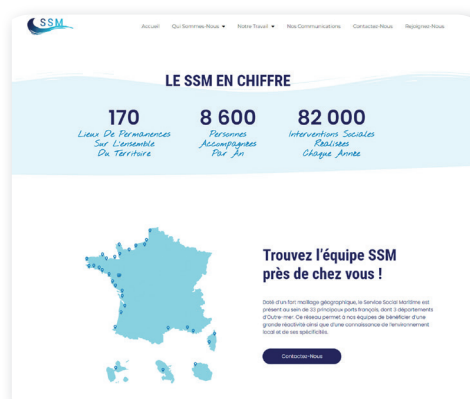 SSM
Accueil Qui Sommes-Nous Notre Travail Nos Communications Contactez-Nous Rejoignez-Nous
LE SSM EN CHIFFRE
170 8 600 82 000
Lieux De Permanences Personnes Interventions Sociales
Sur L'ensemble Accompagnées Réalisées
Du Territoire Par An Chaque Année
Trouvez l'équipe SSM
près de chez vous !
Doté d'un fort maillage géographique, le Service Social Maritime est
présent au sein de 33 principaux ports français, dont 3 départements
d'Outre-mer! Ce réseau permet à nos équipes de bénéficier d'une
grande réactivité ainsi que d'une connaissance de l'environnement
local et de ses spécificités.
Contactez-Nous